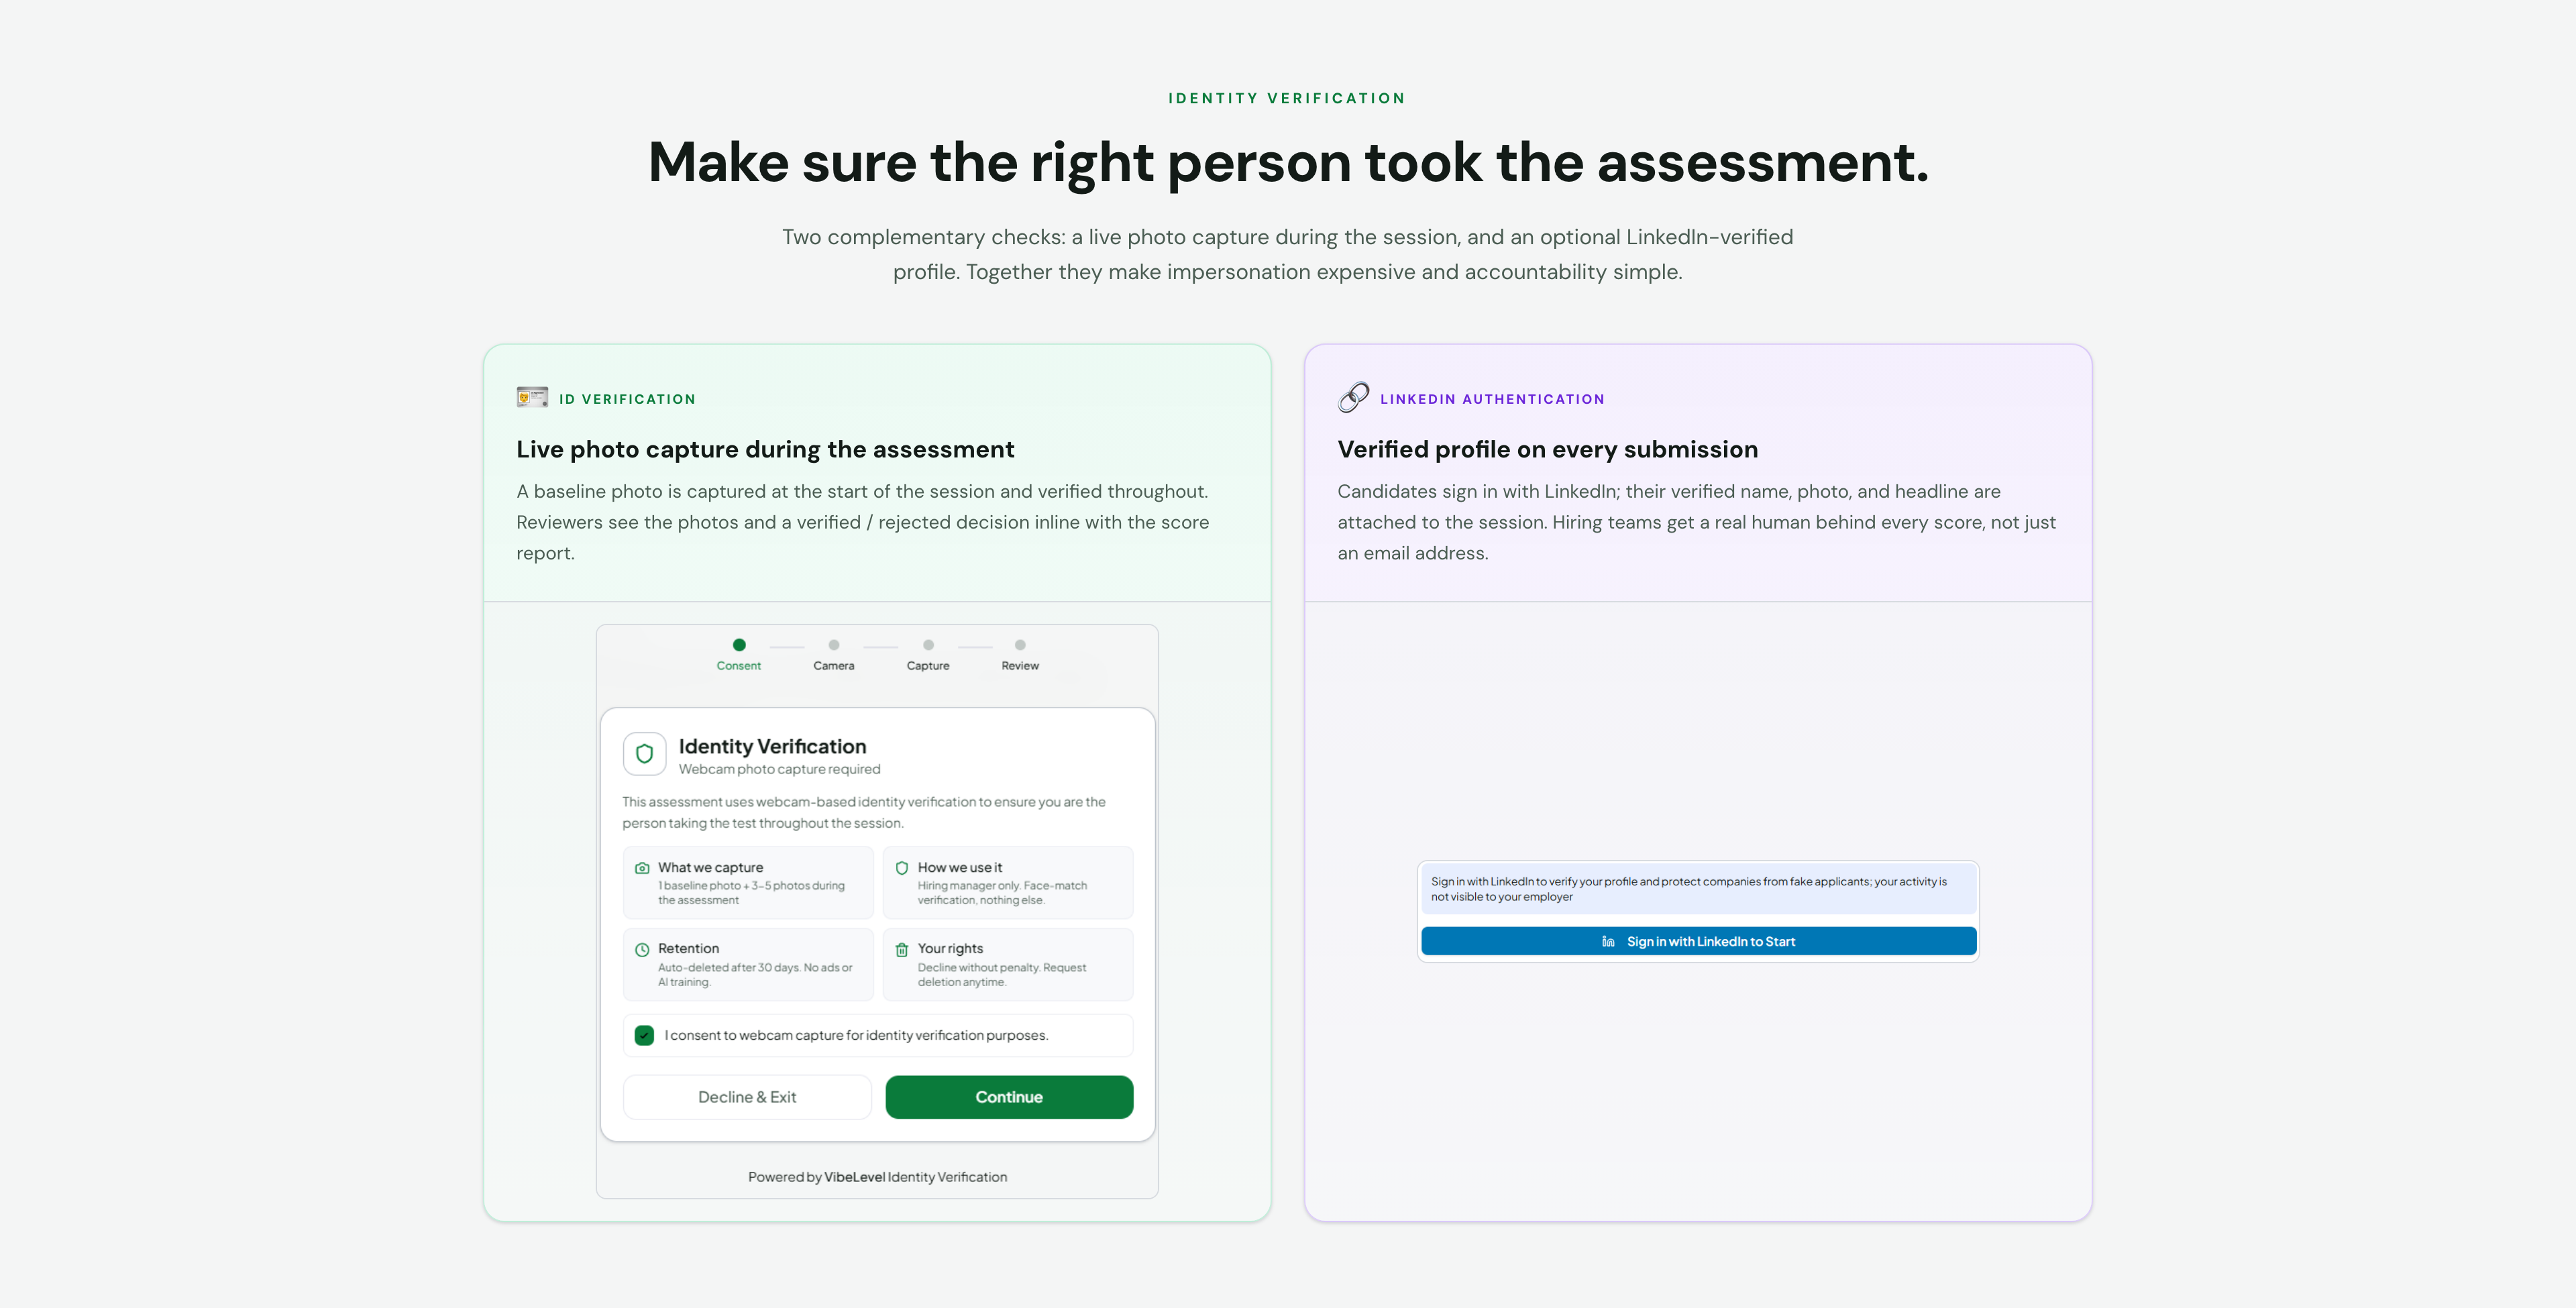 IDENTITY VERIFICATION
Make sure the right person took the assessment.
Two complementary checks: a live photo capture during the session, and an optional LinkedIn-verified
profile. Together they make impersonation expensive and accountability simple.
ID VERIFICATION
Live photo capture during the assessment
A baseline photo is captured at the start of the session and verified throughout.
Reviewers see the photos and a verified / rejected decision inline with the score
report.
Consent
Camera
Capture
Review
Identity Verification
Webcam photo capture required
This assessment uses webcam-based identity verification to ensure you are the
person taking the test throughout the session.
What we capture
1 baseline photo + 3-5 photos during
the assessment
How we use it
Hiring manager only. Face-match
verification, nothing else.
Retention
Auto-deleted after 30 days. No ads or
AI training.
Your rights
Decline without penalty. Request
deletion anytime.
I consent to webcam capture for identity verification purposes.
Decline & Exit
Continue
Powered by VibeLevel Identity Verification
LINKEDIN AUTHENTICATION
Verified profile on every submission
Candidates sign in with LinkedIn; their verified name, photo, and headline are
attached to the session. Hiring teams get a real human behind every score, not just
an email address.
Sign in with LinkedIn to verify your profile and protect companies from fake applicants; your activity is
not visible to your employer
Sign in with LinkedIn to Start